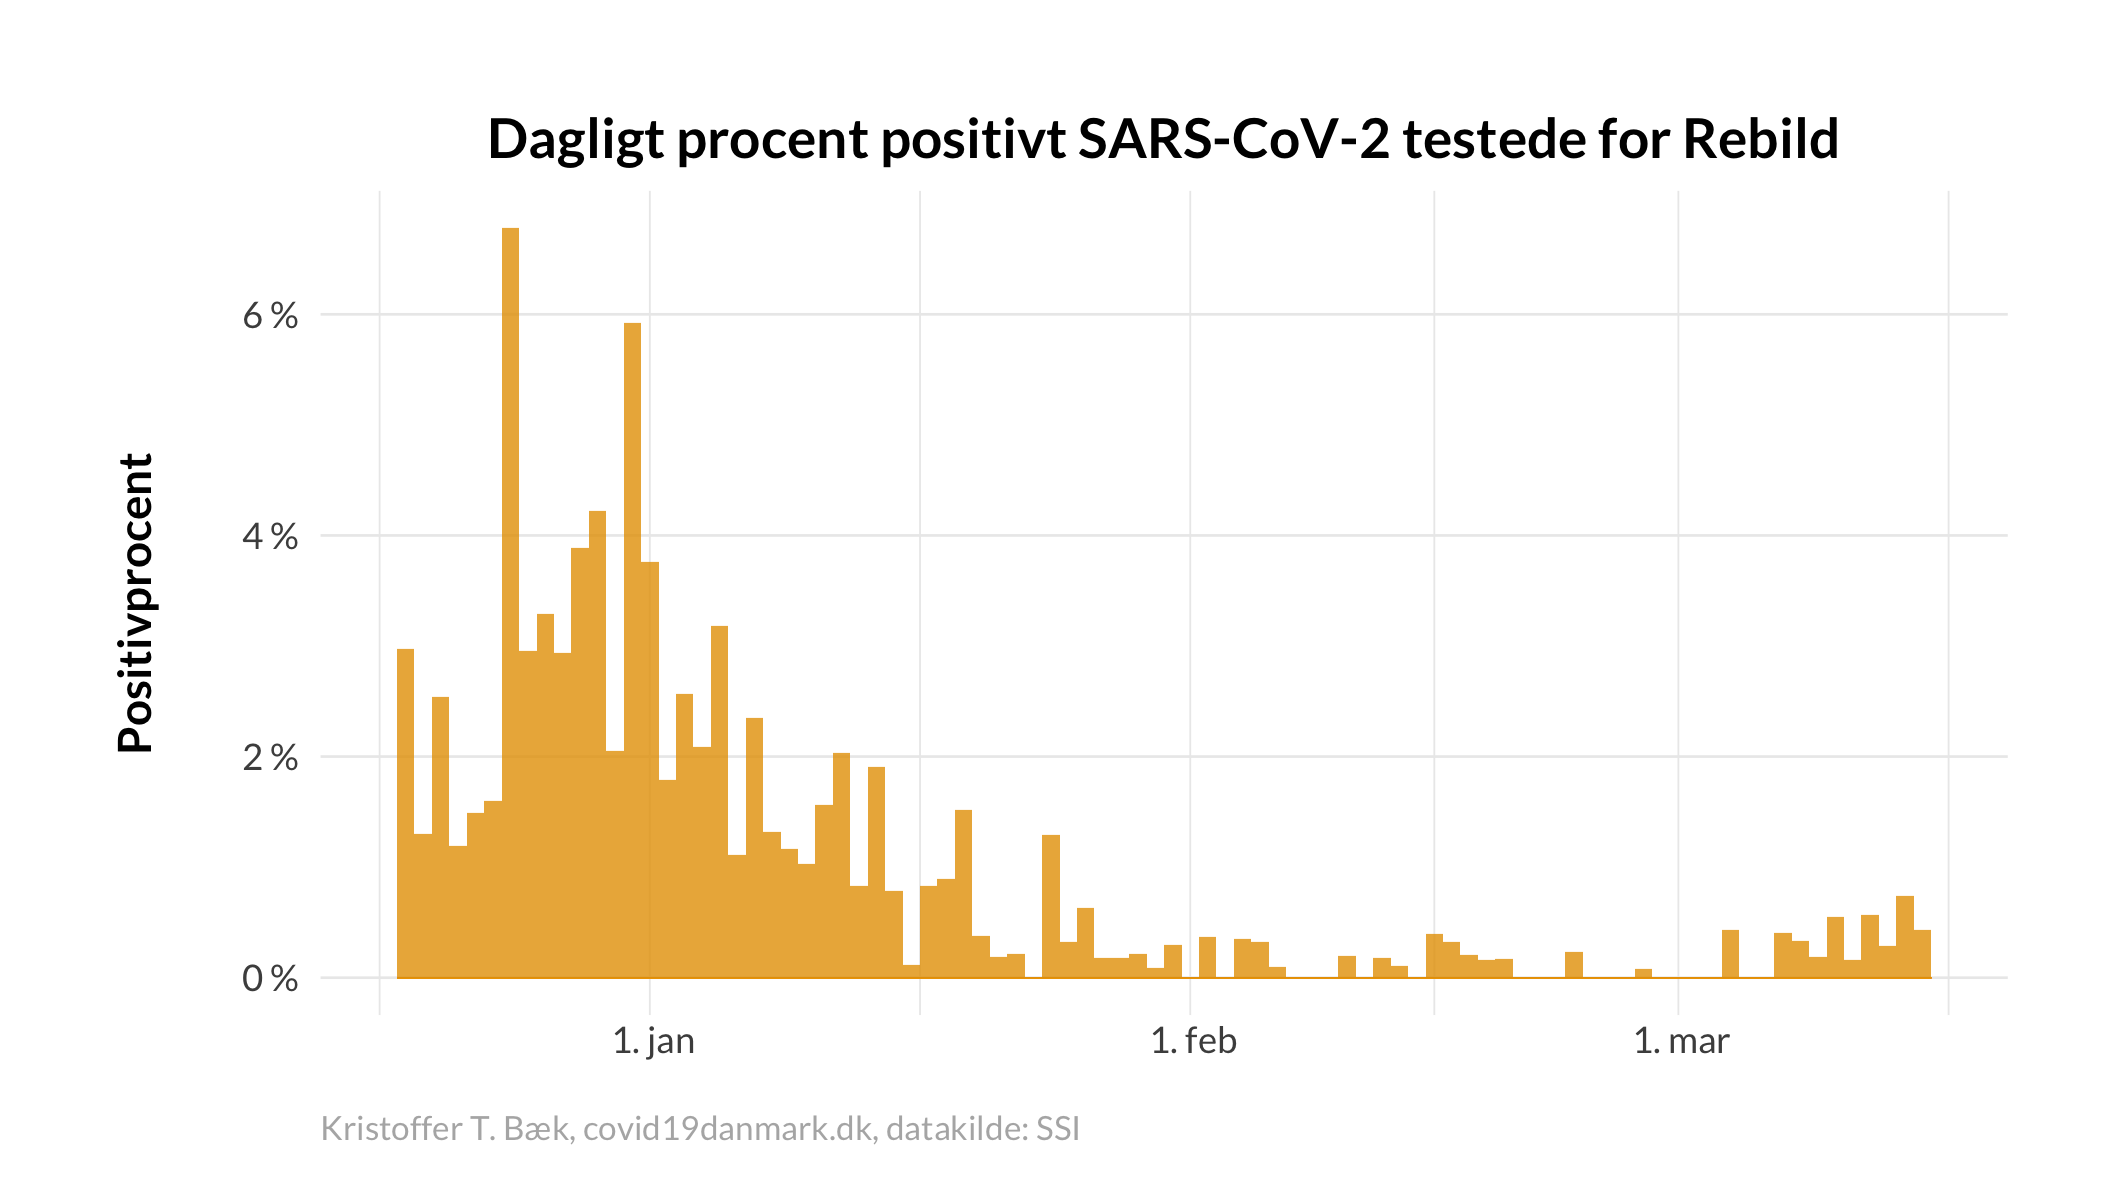 Dagligt procent positivt SARS-CoV-2 testede for Rebild
Positivprocent
6 %
4 %
2 %
0 %
1. jan
1. feb
1. mar
Kristoffer T. Bæk, covid19danmark.dk, datakilde: SSI